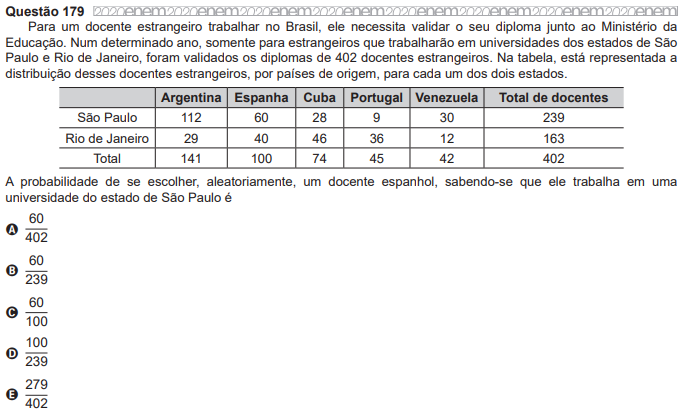 Questão 179 2020enem2020enem2020enem2020enem2020enem2020enem2020enem2020enem
Para um docente estrangeiro trabalhar no Brasil, ele necessita validar o seu diploma junto ao Ministério da
Educação. Num determinado ano, somente para estrangeiros que trabalharão em universidades dos estados de São
Paulo e Rio de Janeiro, foram validados os diplomas de 402 docentes estrangeiros. Na tabela, está representada a
distribuição desses docentes estrangeiros, por países de origem, para cada um dos dois estados.
Argentina Espanha Cuba Portugal Venezuela Total de docentes
São Paulo 112 60 28 9 30 239
Rio de Janeiro 29 40 46 36 12 163
Total 141 100 74 45 42 402
A probabilidade de se escolher, aleatoriamente, um docente espanhol, sabendo-se que ele trabalha em uma
universidade do estado de São Paulo é
A 60/402
B 60/239
C 60/100
D 100/239
E 279/402